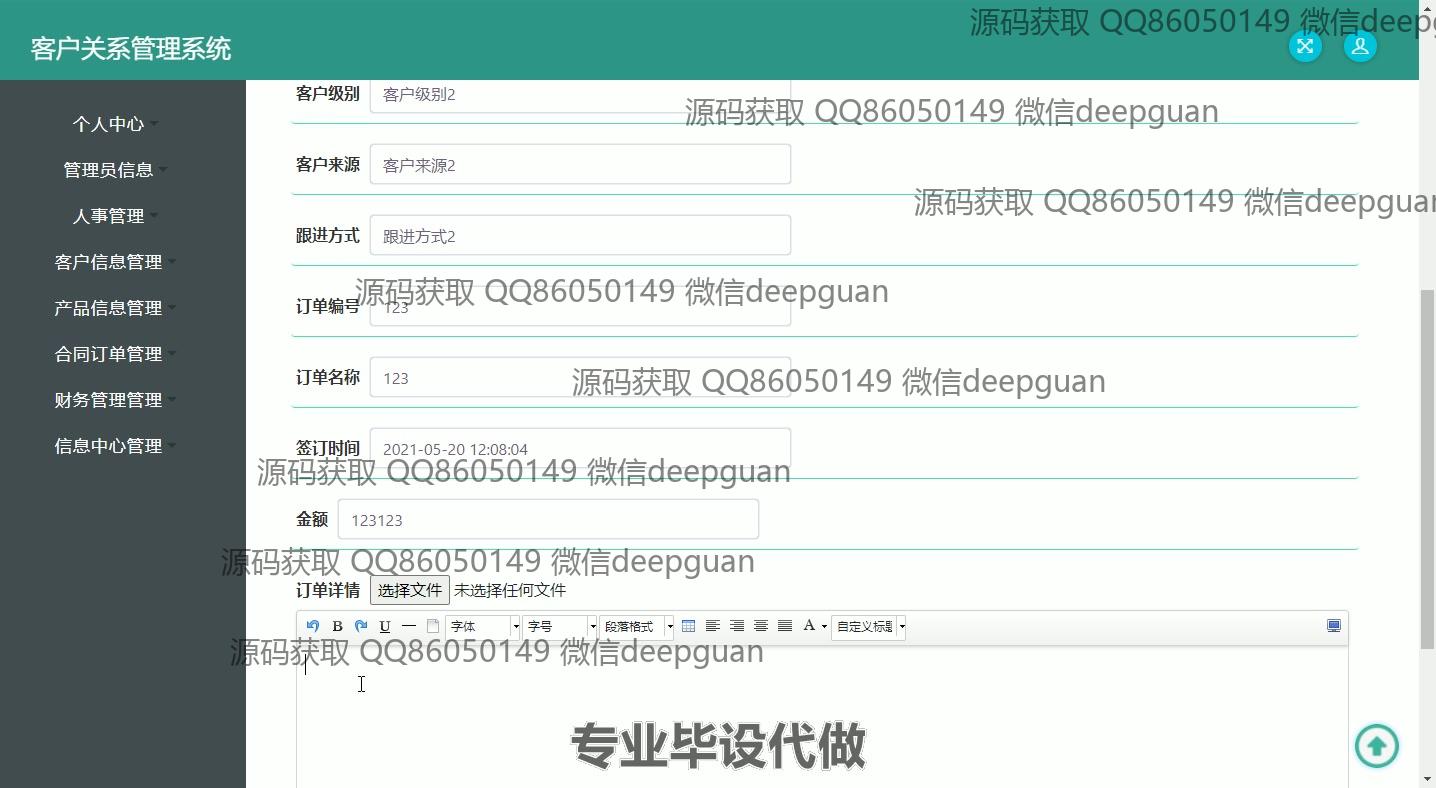 源码获取 QQ86050149 微信deepg
客户关系管理系统
个人中心
管理员信息
人事管理
客户信息管理
产品信息管理
合同订单管理
财务管理管理
信息中心管理
客户级别 客户级别2
源码获取 QQ86050149 微信deepguan
客户来源 客户来源2
源码获取 QQ86050149 微信deepguan
跟进方式 跟进方式2
源码获取 QQ86050149 微信deepguan
订单编号 123
订单名称 123
源码获取 QQ86050149 微信deepguan
签订时间 2021-05-20 12:08:04
源码获取 QQ86050149 微信deepguan
金额 123123
源码获取 QQ86050149 微信deepguan
订单详情 选择文件 未选择任何文件
B U 字体 字号 段落格式 A 自定义标题
源码获取 QQ86050149 微信deepguan
专业毕设代做